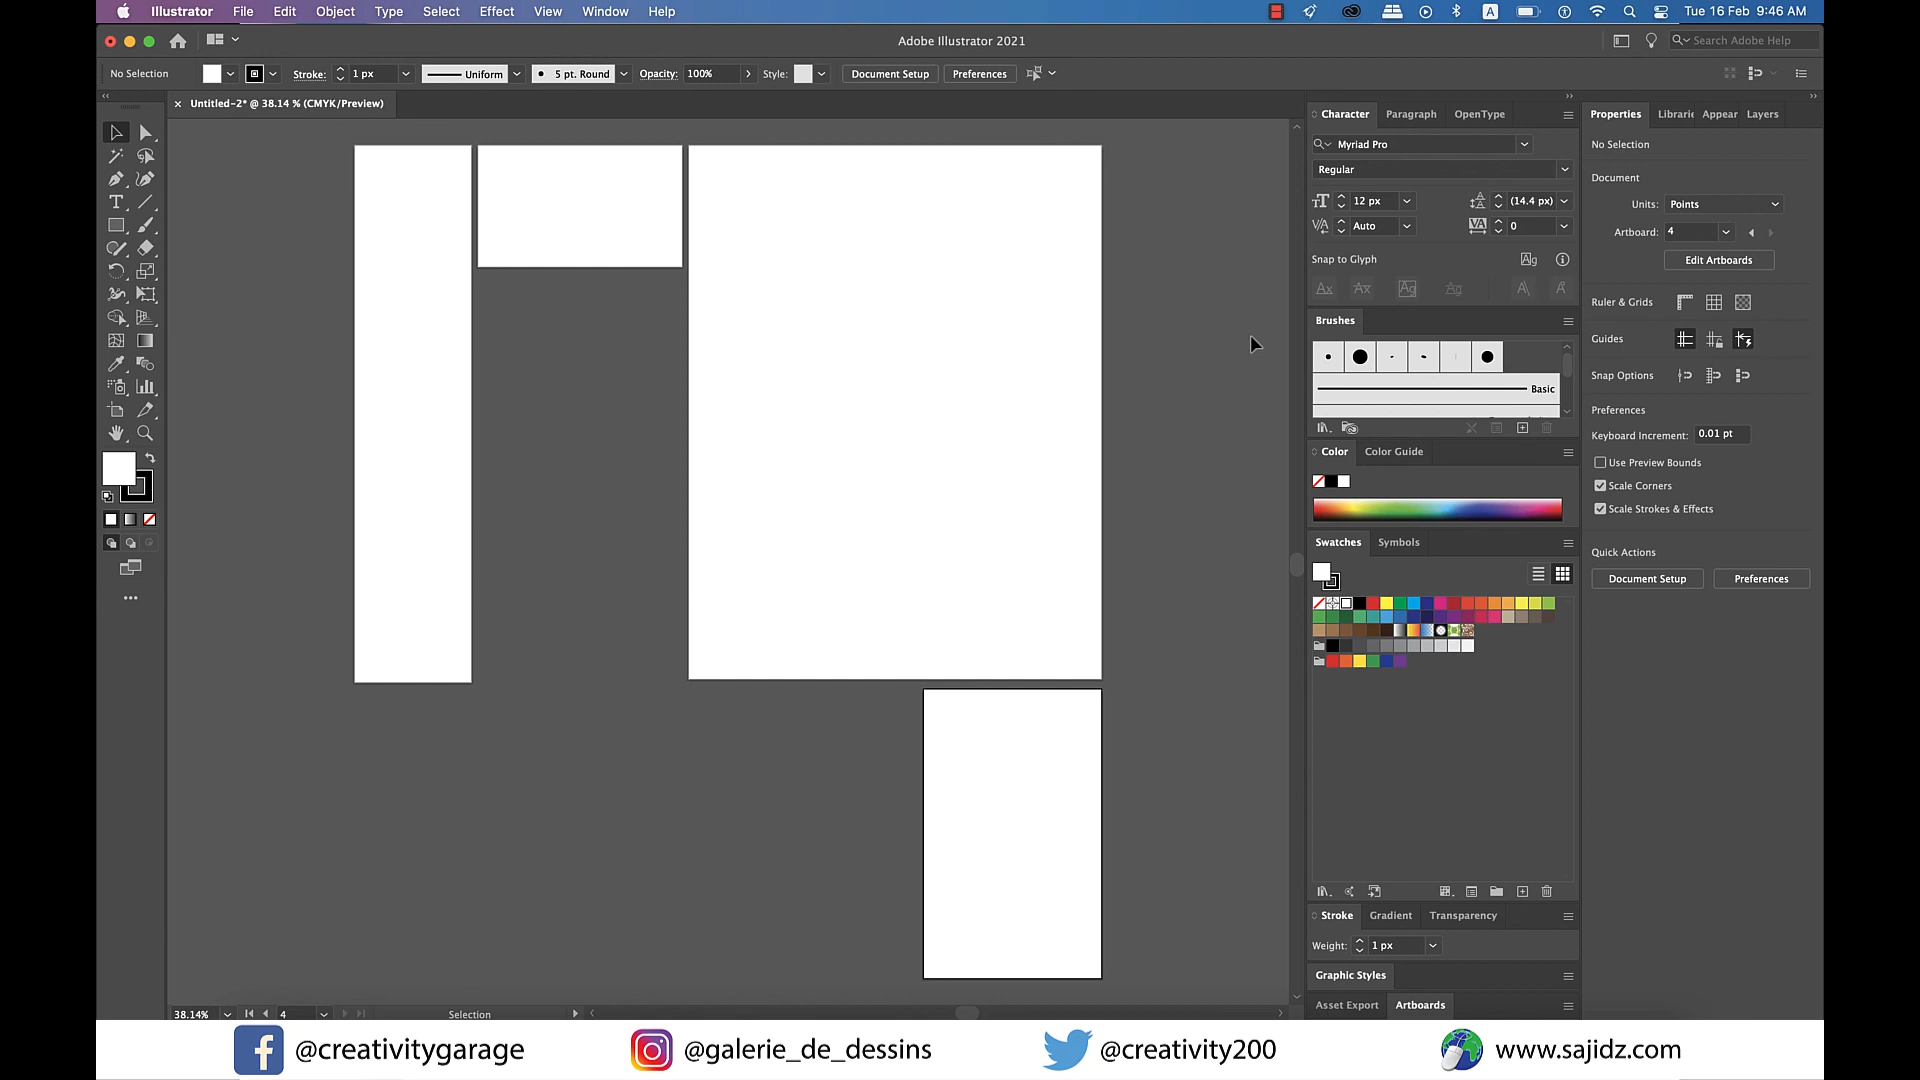 Illustrator File Edit Object Type Select Effect View Window Help
A
Tue 16 Feb 9:46 AM
Adobe Illustrator 2021
Search Adobe Help
No Selection
Stroke: 1 px
Uniform
5 pt. Round
Opacity: 100%
Style:
Document Setup
Preferences
Untitled-2* @ 38.14 % (CMYK/Preview)
Character Paragraph OpenType
Myriad Pro
Regular
12 px
(14.4 px)
Auto
0
Snap to Glyph
Brushes
Basic
Color Color Guide
Swatches Symbols
Stroke Gradient Transparency
Weight: 1 px
Graphic Styles
Asset Export Artboards
Properties Librarie Appear Layers
No Selection
Document
Units: Points
Artboard: 4
Edit Artboards
Ruler & Grids
Guides
Snap Options
Preferences
Keyboard Increment: 0.01 pt
Use Preview Bounds
Scale Corners
Scale Strokes & Effects
Quick Actions
Document Setup
Preferences
38.14%
4
Selection
@creativitygarage
@galerie_de_dessins
@creativity200
www.sajidz.com